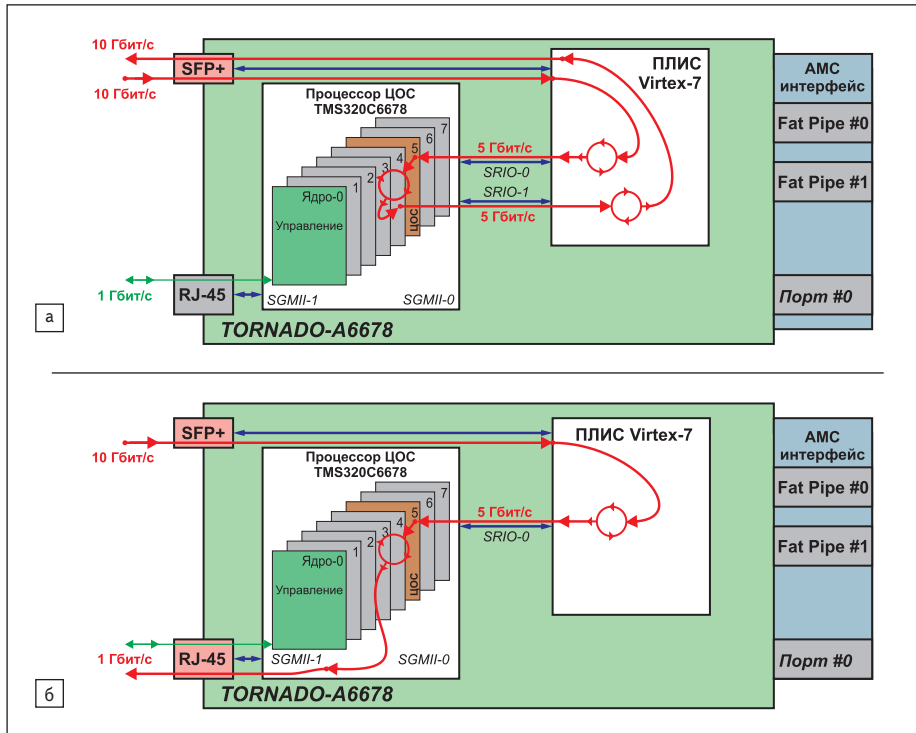 10 Гбит/с
SFP+
10 Гбит/с
Процессор ЦОС
TMS320C6678
ПЛИС
Virtex-7
АМС
интерфейс
Fat Pipe #0
Fat Pipe #1
Порт #0
7
6
5
4
3
2
1
ЦОС
Ядро-0
Управление
5 Гбит/с
SRIO-0
SRIO-1
5 Гбит/с
1 Гбит/с
RJ-45
SGMII-1
SGMII-0
TORNADO-A6678
а
SFP+
10 Гбит/с
Процессор ЦОС
TMS320C6678
ПЛИС Virtex-7
АМС
интерфейс
Fat Pipe #0
Fat Pipe #1
Порт #0
7
6
5
4
3
2
1
ЦОС
Ядро-0
Управление
5 Гбит/с
SRIO-0
1 Гбит/с
RJ-45
SGMII-1
SGMII-0
TORNADO-A6678
б